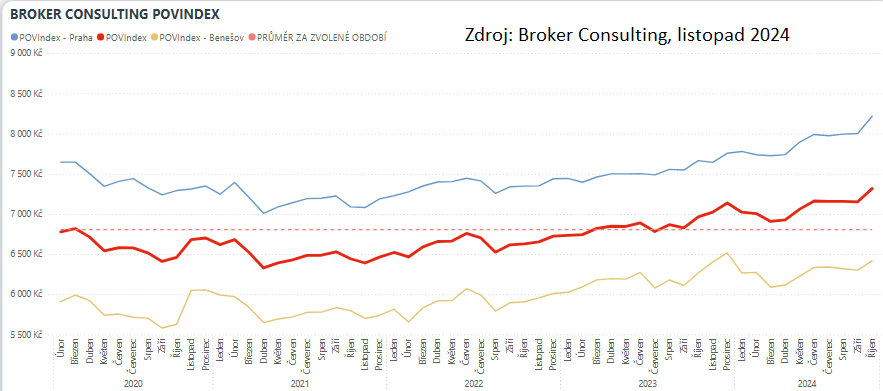 BROKER CONSULTING POVINDEX
POVIndex - Praha POVIndex POVIndex - Benešov PRŮMĚR ZA ZVOLENÉ OBDOBÍ
Zdroj: Broker Consulting, listopad 2024
9 000 Kč
8 500 Kč
8 000 Kč
7 500 Kč
7 000 Kč
6 500 Kč
6 000 Kč
5 500 Kč
Únor Březen Duben Květen Červen Červenec Srpen Září Říjen Listopad Prosinec Leden Únor Březen Duben Květen Červen Červenec Srpen Září Říjen Listopad Prosinec Leden Únor Březen Duben Květen Červen Červenec Srpen Září Říjen Listopad Prosinec Leden Únor Březen Duben Květen Červen Červenec Srpen Září Říjen Listopad Prosinec Leden Únor Březen Duben Květen Červen Červenec Srpen Září Říjen
2020 2021 2022 2023 2024